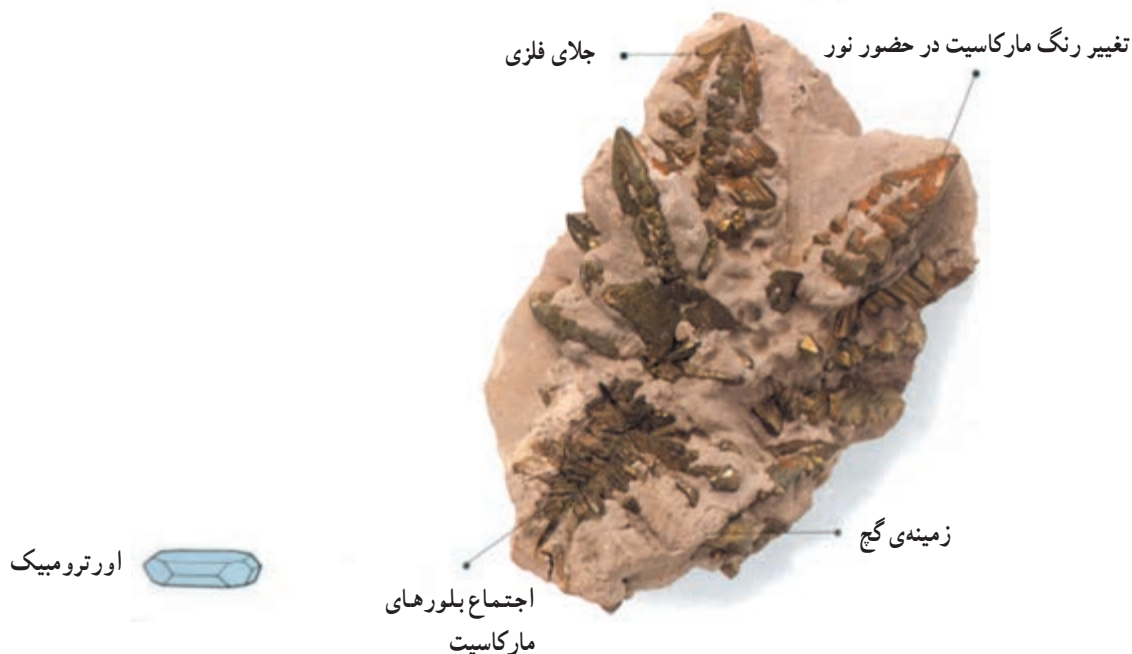 تغییر رنگ مارکاسیت در حضور نور
جلای فلزی
زمینه‌ی گچ
اجتماع بلورهای
مارکاسیت
اورترومبیک